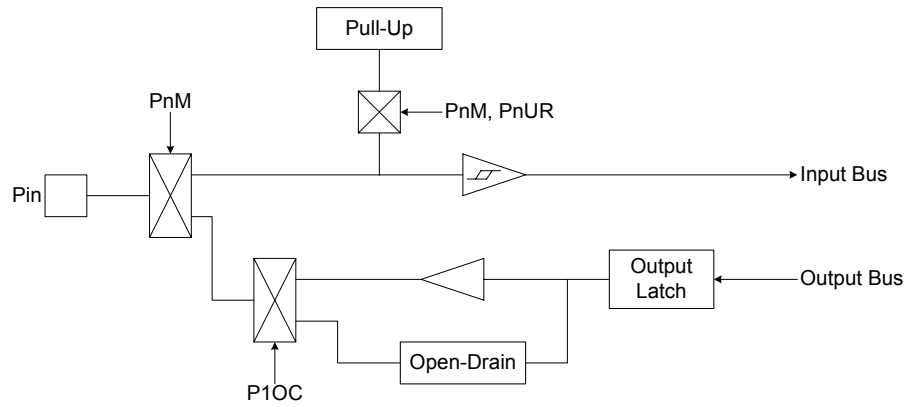 Pull-Up
PnM
PnM, PnUR
Pin
Input Bus
Output
Latch
Output Bus
Open-Drain
P1OC